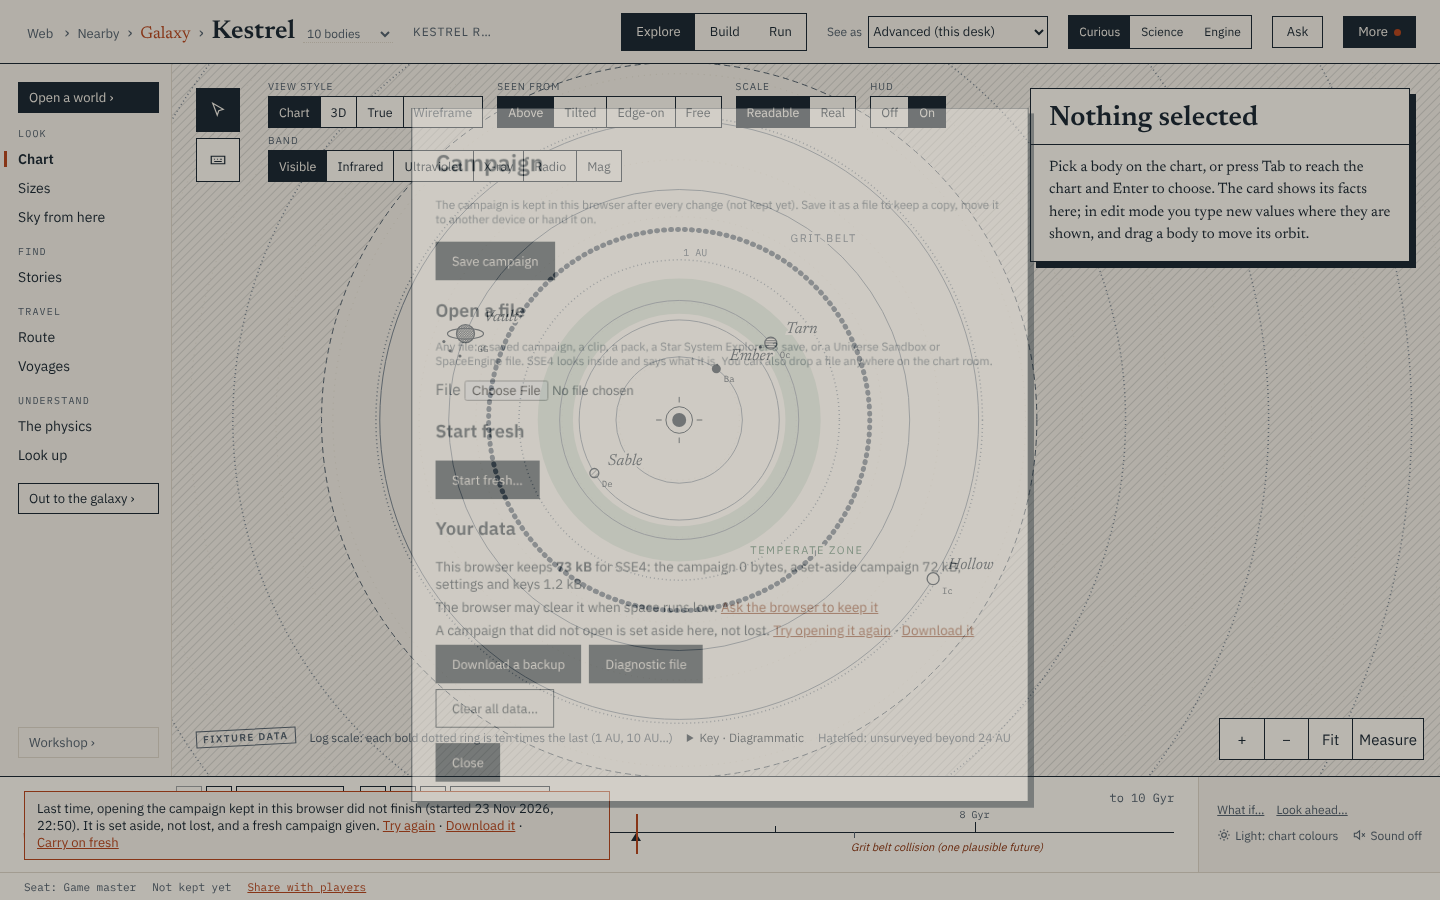 Web › Nearby › Galaxy › Kestrel 10 bodies KESTREL R...
Explore Build Run
See as Advanced (this desk)
Curious Science Engine
Ask
More
Open a world ›
LOOK
Chart
Sizes
Sky from here
FIND
Stories
TRAVEL
Route
Voyages
UNDERSTAND
The physics
Look up
Out to the galaxy ›
Workshop ›
VIEW STYLE
Chart 3D True Wireframe
SEEN FROM
Above Tilted Edge-on Free
SCALE
Readable Real
HUD
Off On
BAND
Visible Infrared Ultraviolet X-ray Radio Mag
Nothing selected
Pick a body on the chart, or press Tab to reach the
chart and Enter to choose. The card shows its facts
here; in edit mode you type new values where they are
shown, and drag a body to move its orbit.
Campaign
The campaign is kept in this browser after every change (not kept yet). Save it as a file to keep a copy, move it
to another device or hand it on.
Save campaign
Open a file
Any file: a saved campaign, a clip, a pack, a Star System Explorer save, or a Universe Sandbox or
SpaceEngine file. SSE4 looks inside and says what it is. You can also drop a file anywhere on the chart room.
File Choose File No file chosen
Start fresh
Start fresh...
Your data
This browser keeps 73 kB for SSE4: the campaign 0 bytes, a set-aside campaign 72 kB,
settings and keys 1.2 kB.
The browser may clear it when space runs low. Ask the browser to keep it
A campaign that did not open is set aside here, not lost. Try opening it again · Download it
Download a backup Diagnostic file
Clear all data...
Close
GRIT BELT
1 AU
Vault
GG
Tarn
Oc
Ember
Ba
Sable
De
TEMPERATE ZONE
Hollow
Ic
FIXTURE DATA
Log scale: each bold dotted ring is ten times the last (1 AU, 10 AU...)
Key · Diagrammatic
Hatched: unsurveyed beyond 24 AU
+ − Fit Measure
Last time, opening the campaign kept in this browser did not finish (started 23 Nov 2026,
22:50). It is set aside, not lost, and a fresh campaign given. Try again · Download it ·
Carry on fresh
to 10 Gyr
8 Gyr
Grit belt collision (one plausible future)
What if... Look ahead...
Light: chart colours Sound off
Seat: Game master Not kept yet Share with players